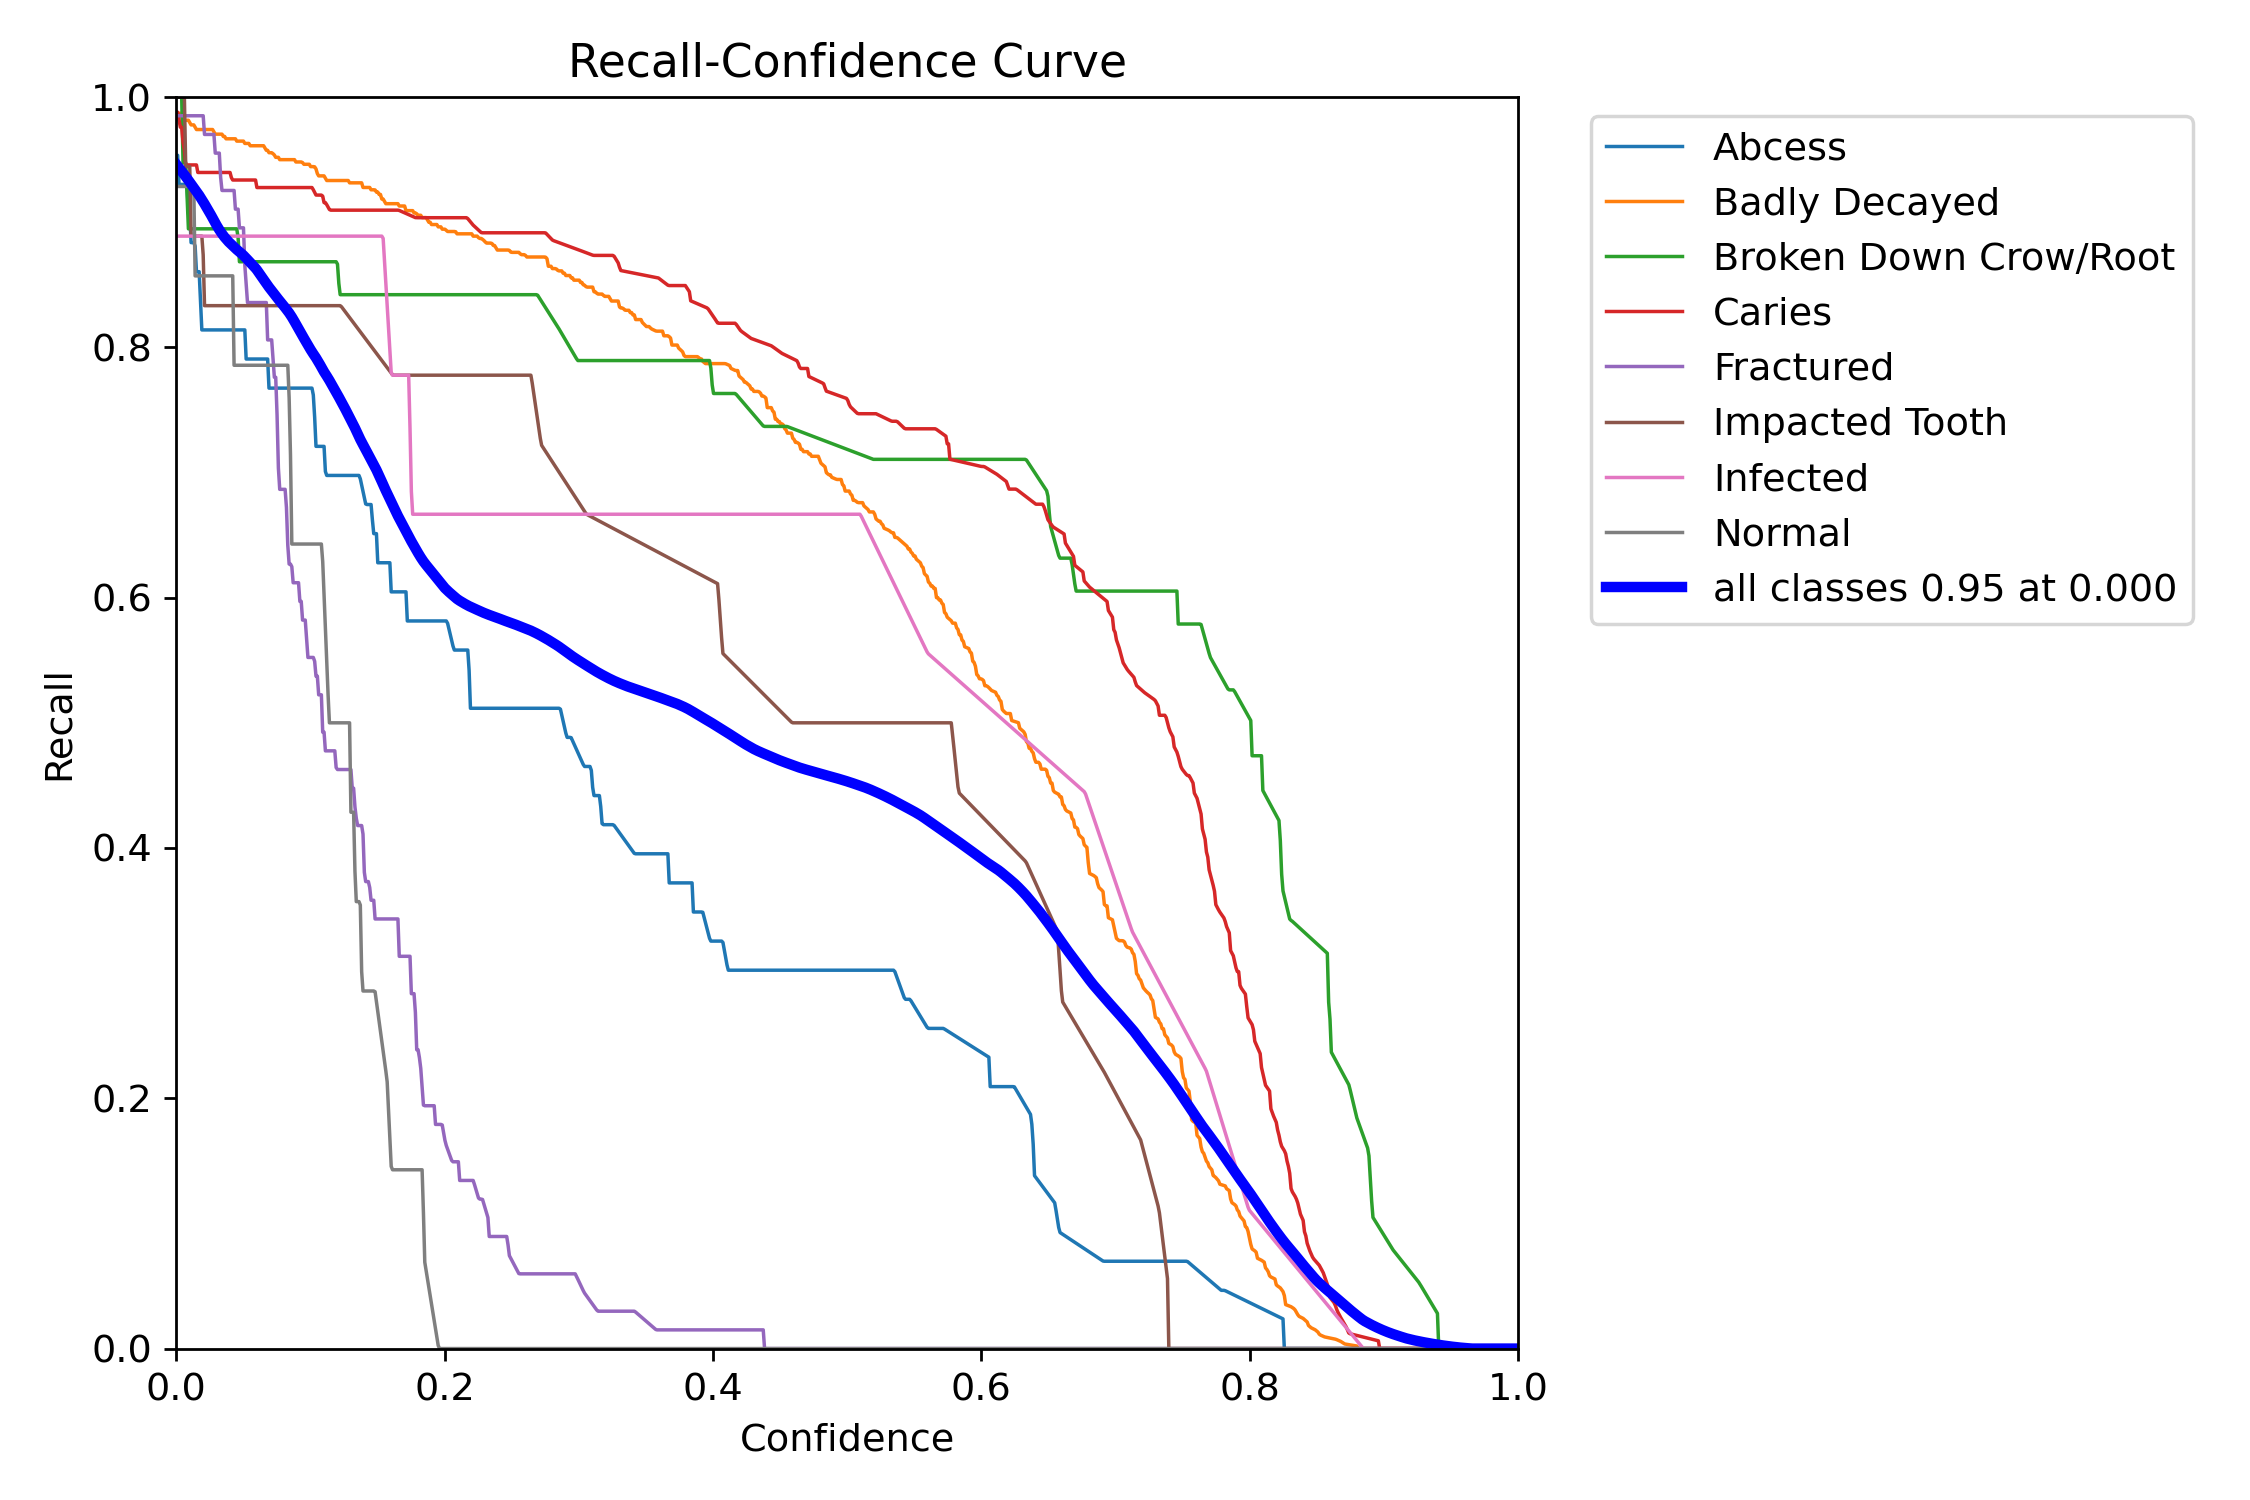 Recall-Confidence Curve
1.0
0.8
0.6
0.4
0.2
0.0
Recall
0.0 0.2 0.4 0.6 0.8 1.0
Confidence
Abcess
Badly Decayed
Broken Down Crow/Root
Caries
Fractured
Impacted Tooth
Infected
Normal
all classes 0.95 at 0.000